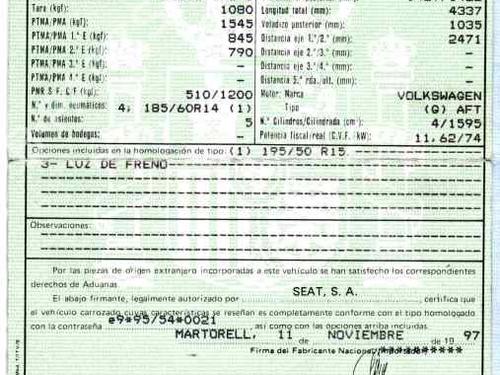 Tara (kgf): 1080 Longitud total (mm): 4337
PTMA/PMA (kgf): 1545 Voladizo posterior (mm): 1035
PTMA/PMA 1.º E (kgf): 845 Distancia eje 1.º/2.º (mm): 2471
PTMA/PMA 2.º E (kgf): 790 Distancia eje 2.º/3.º (mm): —
PTMA/PMA 3.º E (kgf): — Distancia eje 3.º/4.º (mm): —
PTMA/PMA 4.º E (kgf): — Distancia 5.ª rda. alt. (mm): —
PMR S.F. C.F (kgf): 510/1200 Motor: Marca VOLKSWAGEN
N.º y dim. neumáticos: 4; 185/60R14 (1) Tipo (G) AFT
N.º de asientos: 5 N.º Cilindros/Cilindrada (cm³): 4/1595
Volumen de bodegas: — Potencia fiscal/real (C.V.F./kW): 11,62/74
Opciones incluidas en la homologación de tipo: (1) 195/50 R15
3- LUZ DE FRENO
Observaciones:
Por las piezas de origen extranjero incorporadas a este vehículo se han satisfecho los correspondientes
derechos de Aduanas
El abajo firmante, legalmente autorizado por SEAT, S. A. , certifica que
el vehículo carrozado cuyas características se reseñan es completamente conforme con el tipo homologado
con la contraseña e9*95/54*0021 así como con las opciones arriba indicadas.
MARTORELL, 11 de NOVIEMBRE de 19 97
Firma del Fabricante Nacional